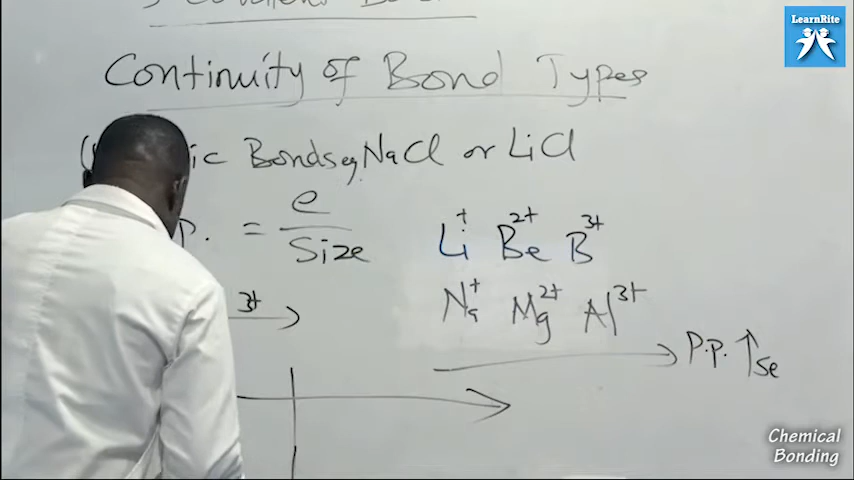 LearnRite
Continuity of Bond Types
Bonds eg NaCl or LiCl
p. = e
Size
Li⁺ Be²⁺ B³⁺
Na⁺ Mg²⁺ Al³⁺
3+
P.P. ↑se
Chemical
Bonding